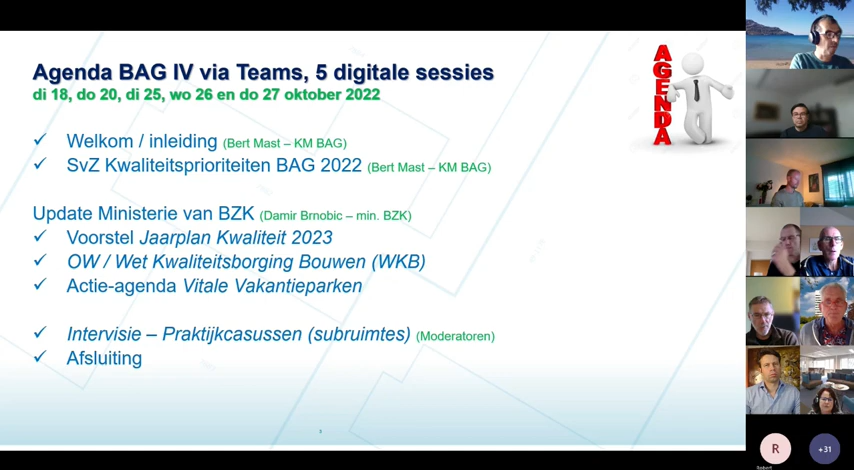 Agenda BAG IV via Teams, 5 digitale sessies
di 18, do 20, di 25, wo 26 en do 27 oktober 2022
AGENDA
✓ Welkom / inleiding (Bert Mast – KM BAG)
✓ SvZ Kwaliteitsprioriteiten BAG 2022 (Bert Mast – KM BAG)
Update Ministerie van BZK (Damir Brnobic – min. BZK)
✓ Voorstel Jaarplan Kwaliteit 2023
✓ OW / Wet Kwaliteitsborging Bouwen (WKB)
✓ Actie-agenda Vitale Vakantieparken
✓ Intervisie – Praktijkcasussen (subruimtes) (Moderatoren)
✓ Afsluiting
R
+31